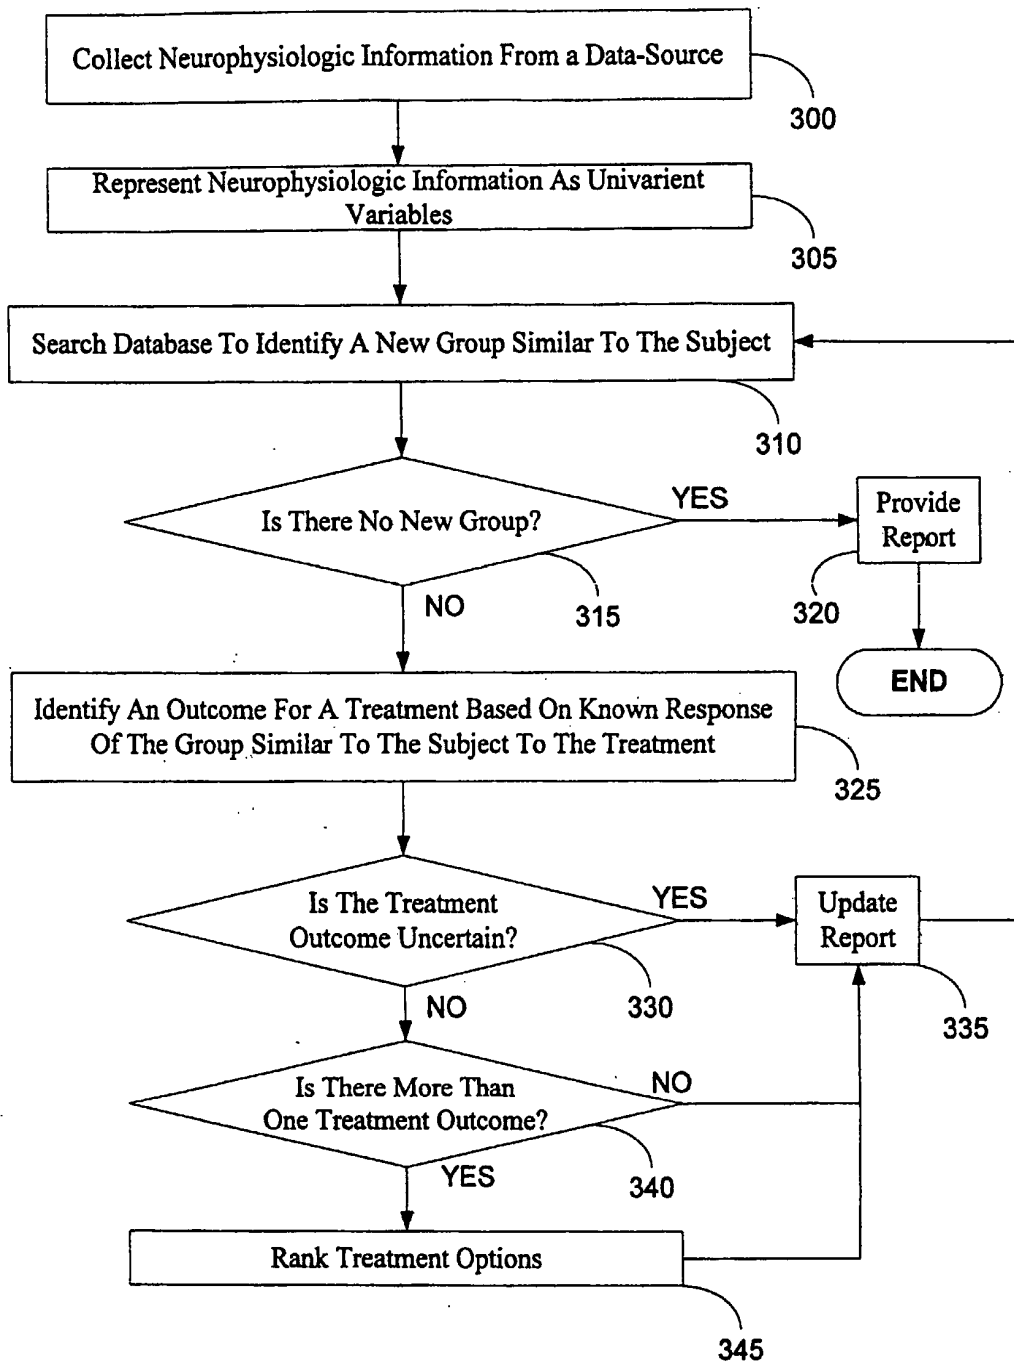 Collect Neurophysiologic Information From a Data-Source
300
Represent Neurophysiologic Information As Univarient
Variables
305
Search Database To Identify A New Group Similar To The Subject
310
Is There No New Group?
YES
Provide
Report
315
320
NO
END
Identify An Outcome For A Treatment Based On Known Response
Of The Group Similar To The Subject To The Treatment
325
Is The Treatment
Outcome Uncertain?
YES
Update
Report
330
335
NO
Is There More Than
One Treatment Outcome?
NO
340
YES
Rank Treatment Options
345